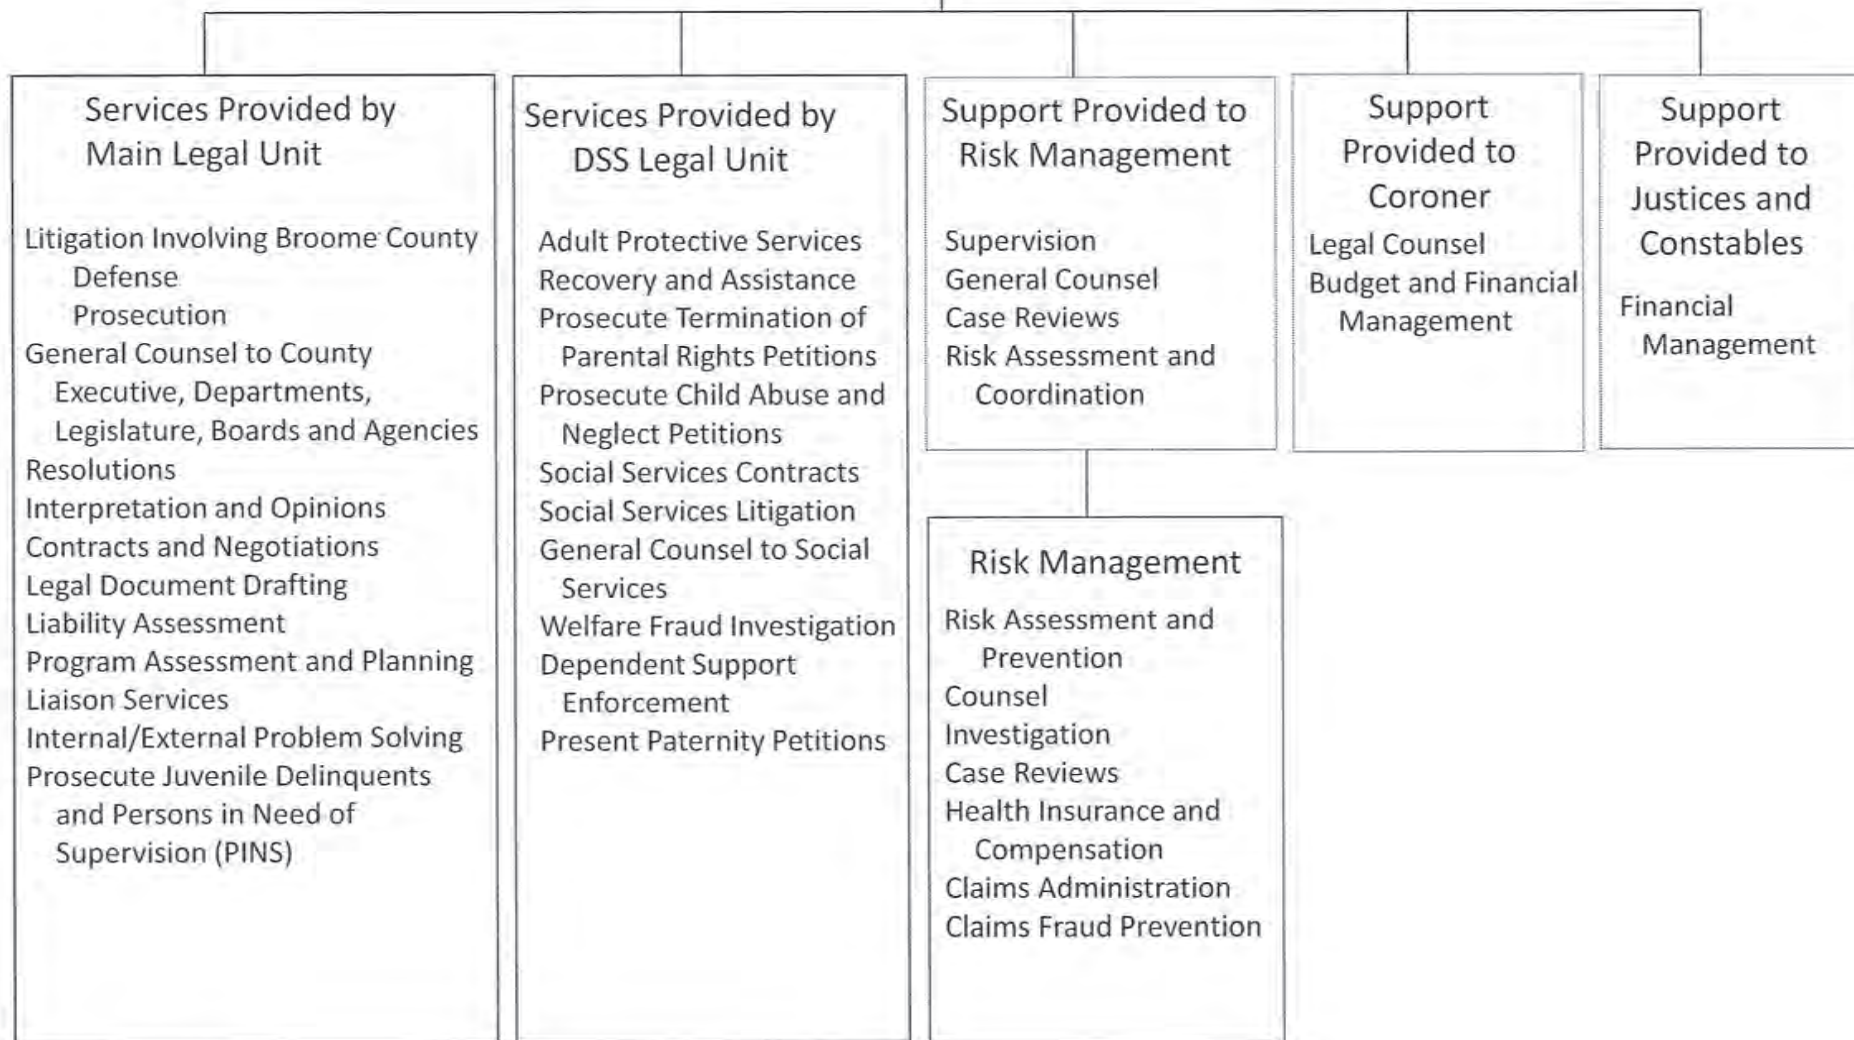 Services Provided by
Main Legal Unit
Litigation Involving Broome County
Defense
Prosecution
General Counsel to County
Executive, Departments,
Legislature, Boards and Agencies
Resolutions
Interpretation and Opinions
Contracts and Negotiations
Legal Document Drafting
Liability Assessment
Program Assessment and Planning
Liaison Services
Internal/External Problem Solving
Prosecute Juvenile Delinquents
and Persons in Need of
Supervision (PINS)
Services Provided by
DSS Legal Unit
Adult Protective Services
Recovery and Assistance
Prosecute Termination of
Parental Rights Petitions
Prosecute Child Abuse and
Neglect Petitions
Social Services Contracts
Social Services Litigation
General Counsel to Social
Services
Welfare Fraud Investigation
Dependent Support
Enforcement
Present Paternity Petitions
Support Provided to
Risk Management
Supervision
General Counsel
Case Reviews
Risk Assessment and
Coordination
Risk Management
Risk Assessment and
Prevention
Counsel
Investigation
Case Reviews
Health Insurance and
Compensation
Claims Administration
Claims Fraud Prevention
Support
Provided to
Coroner
Legal Counsel
Budget and Financial
Management
Support
Provided to
Justices and
Constables
Financial
Management